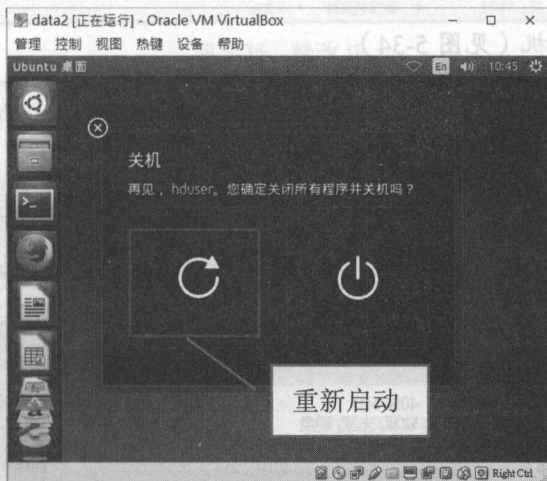 data2 [正在运行] - Oracle VM VirtualBox
管理 控制 视图 热键 设备 帮助
Ubuntu 桌面
En
10:45
关机
再见，hduser。您确定关闭所有程序并关机吗？
重新启动
Right Ctrl